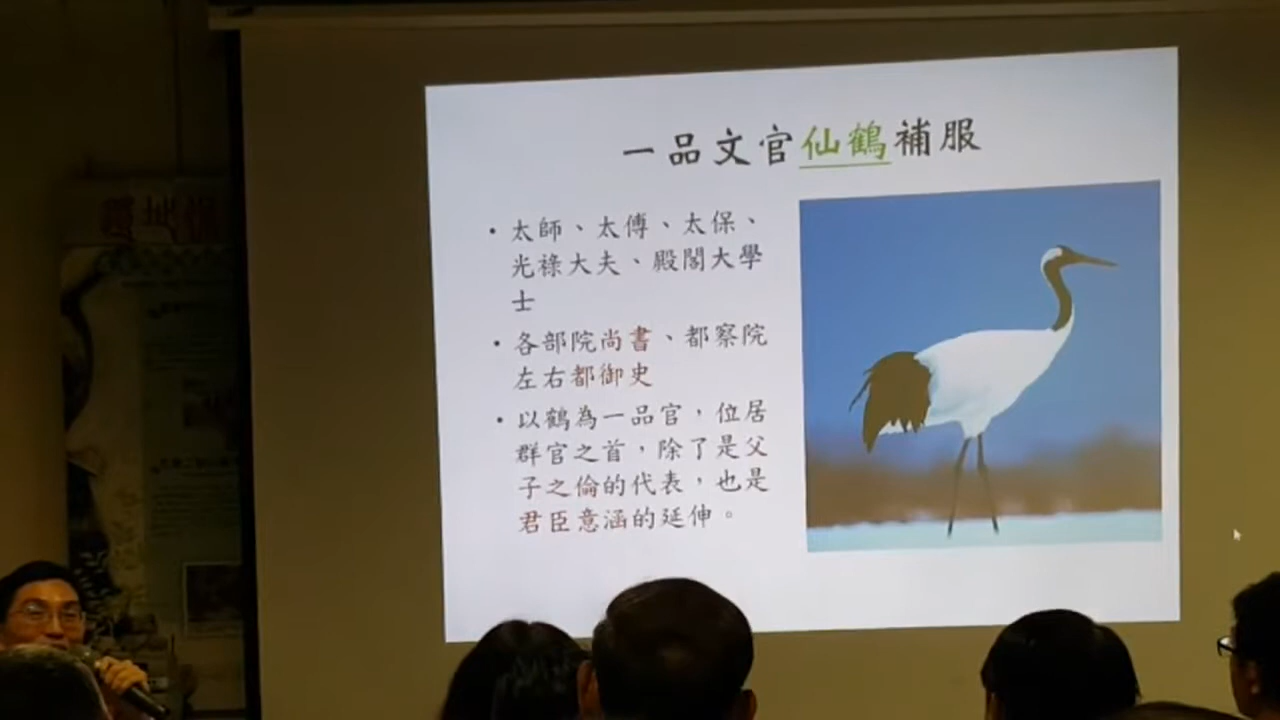 一品文官仙鶴補服
• 太師、太傅、太保、
光祿大夫、殿閣大學
士
• 各部院尚書、都察院
左右都御史
• 以鶴為一品官，位居
群官之首，除了是父
子之倫的代表，也是
君臣意涵的延伸。